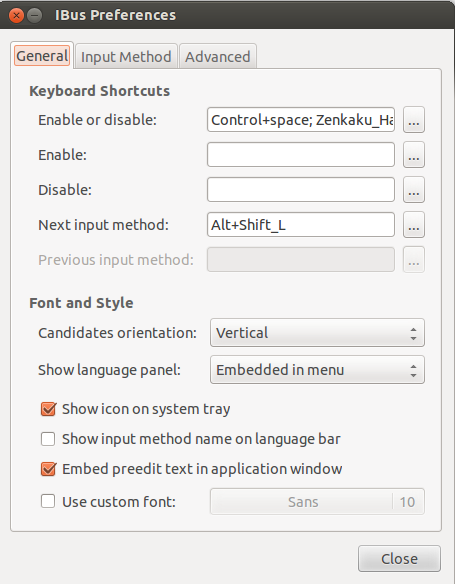 IBus Preferences
General Input Method Advanced
Keyboard Shortcuts
Enable or disable: Control+space; Zenkaku_Ha ...
Enable: ...
Disable: ...
Next input method: Alt+Shift_L ...
Previous input method: ...
Font and Style
Candidates orientation: Vertical
Show language panel: Embedded in menu
Show icon on system tray
Show input method name on language bar
Embed preedit text in application window
Use custom font: Sans 10
Close